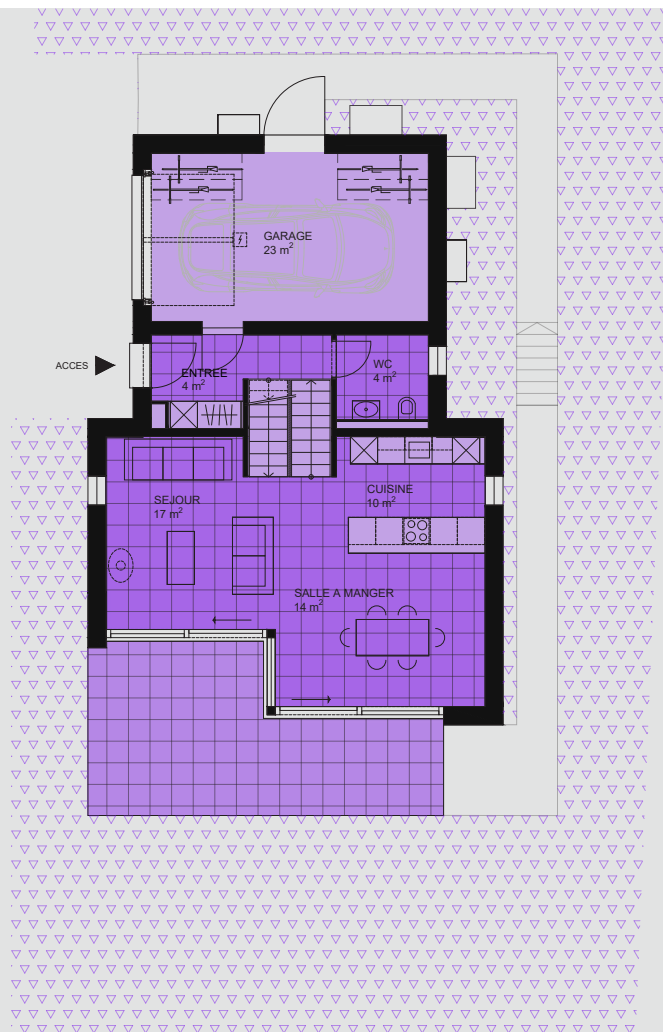 GARAGE
23 m²
ACCES
ENTREE
4 m²
WC
4 m²
SEJOUR
17 m²
CUISINE
10 m²
SALLE A MANGER
14 m²